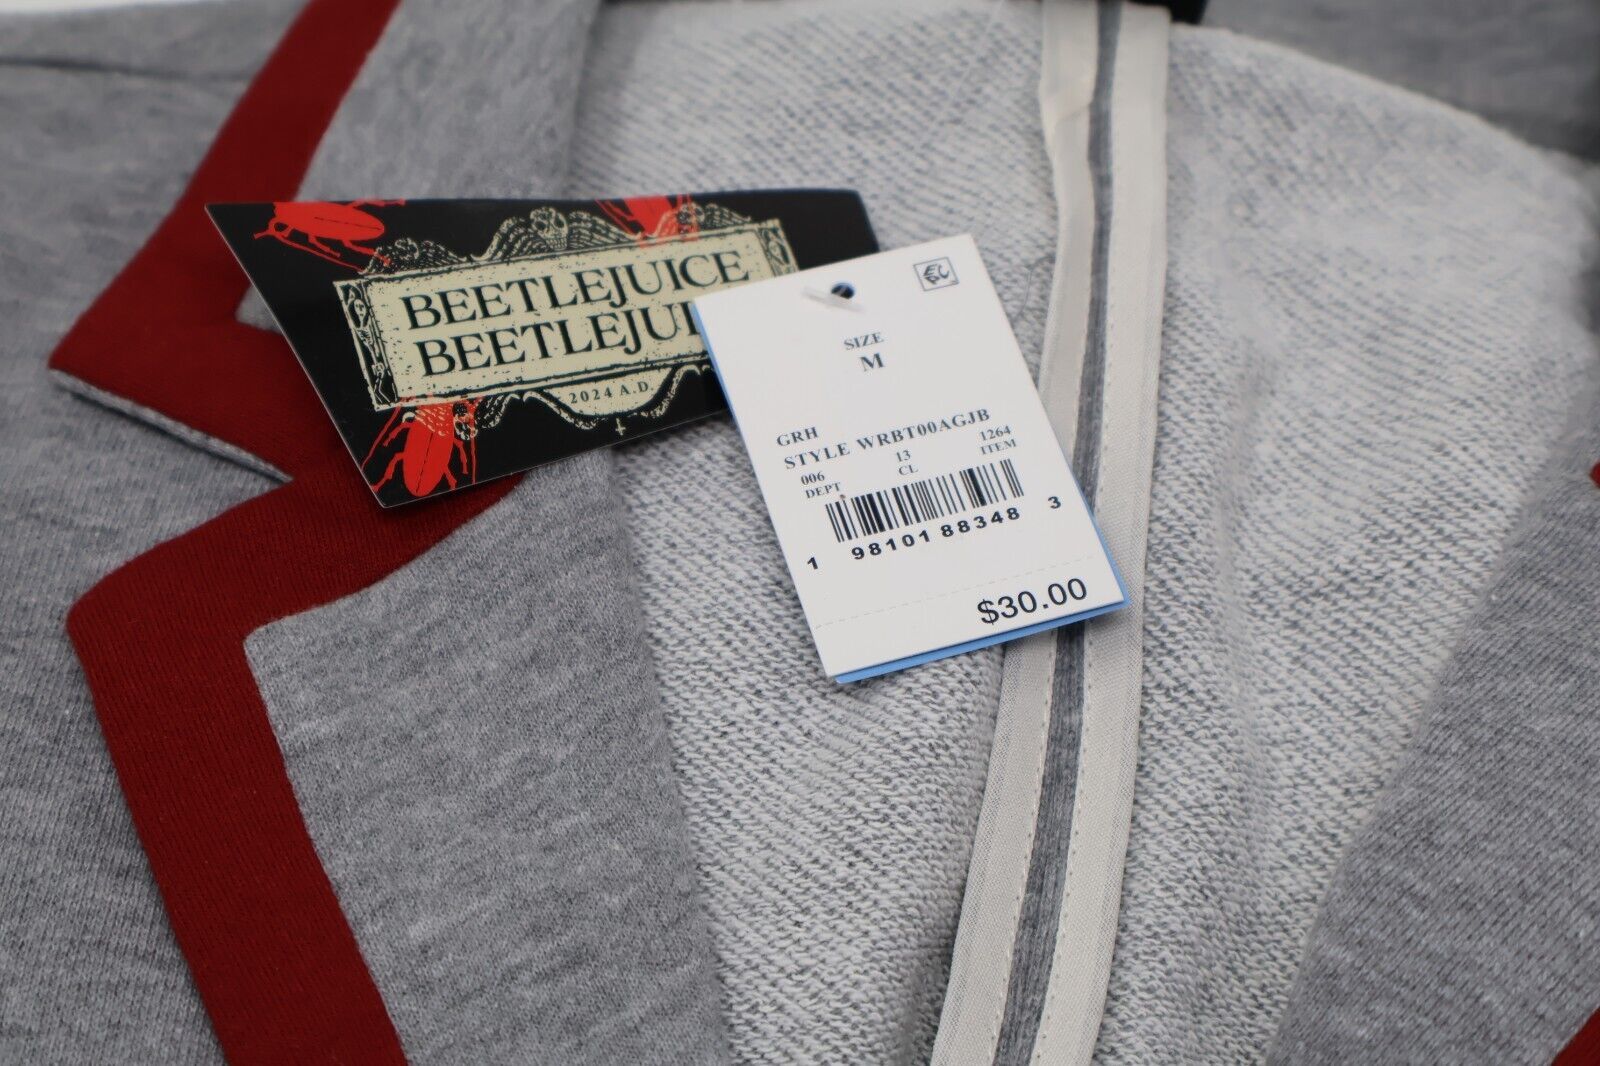 BEETLEJUICE
BEETLEJUI
2024 A.D.
SIZE
M
GRH
STYLE WRBT00AGJB
006 13 1264
DEPT CL ITEM
1 98101 88348 3
$30.00